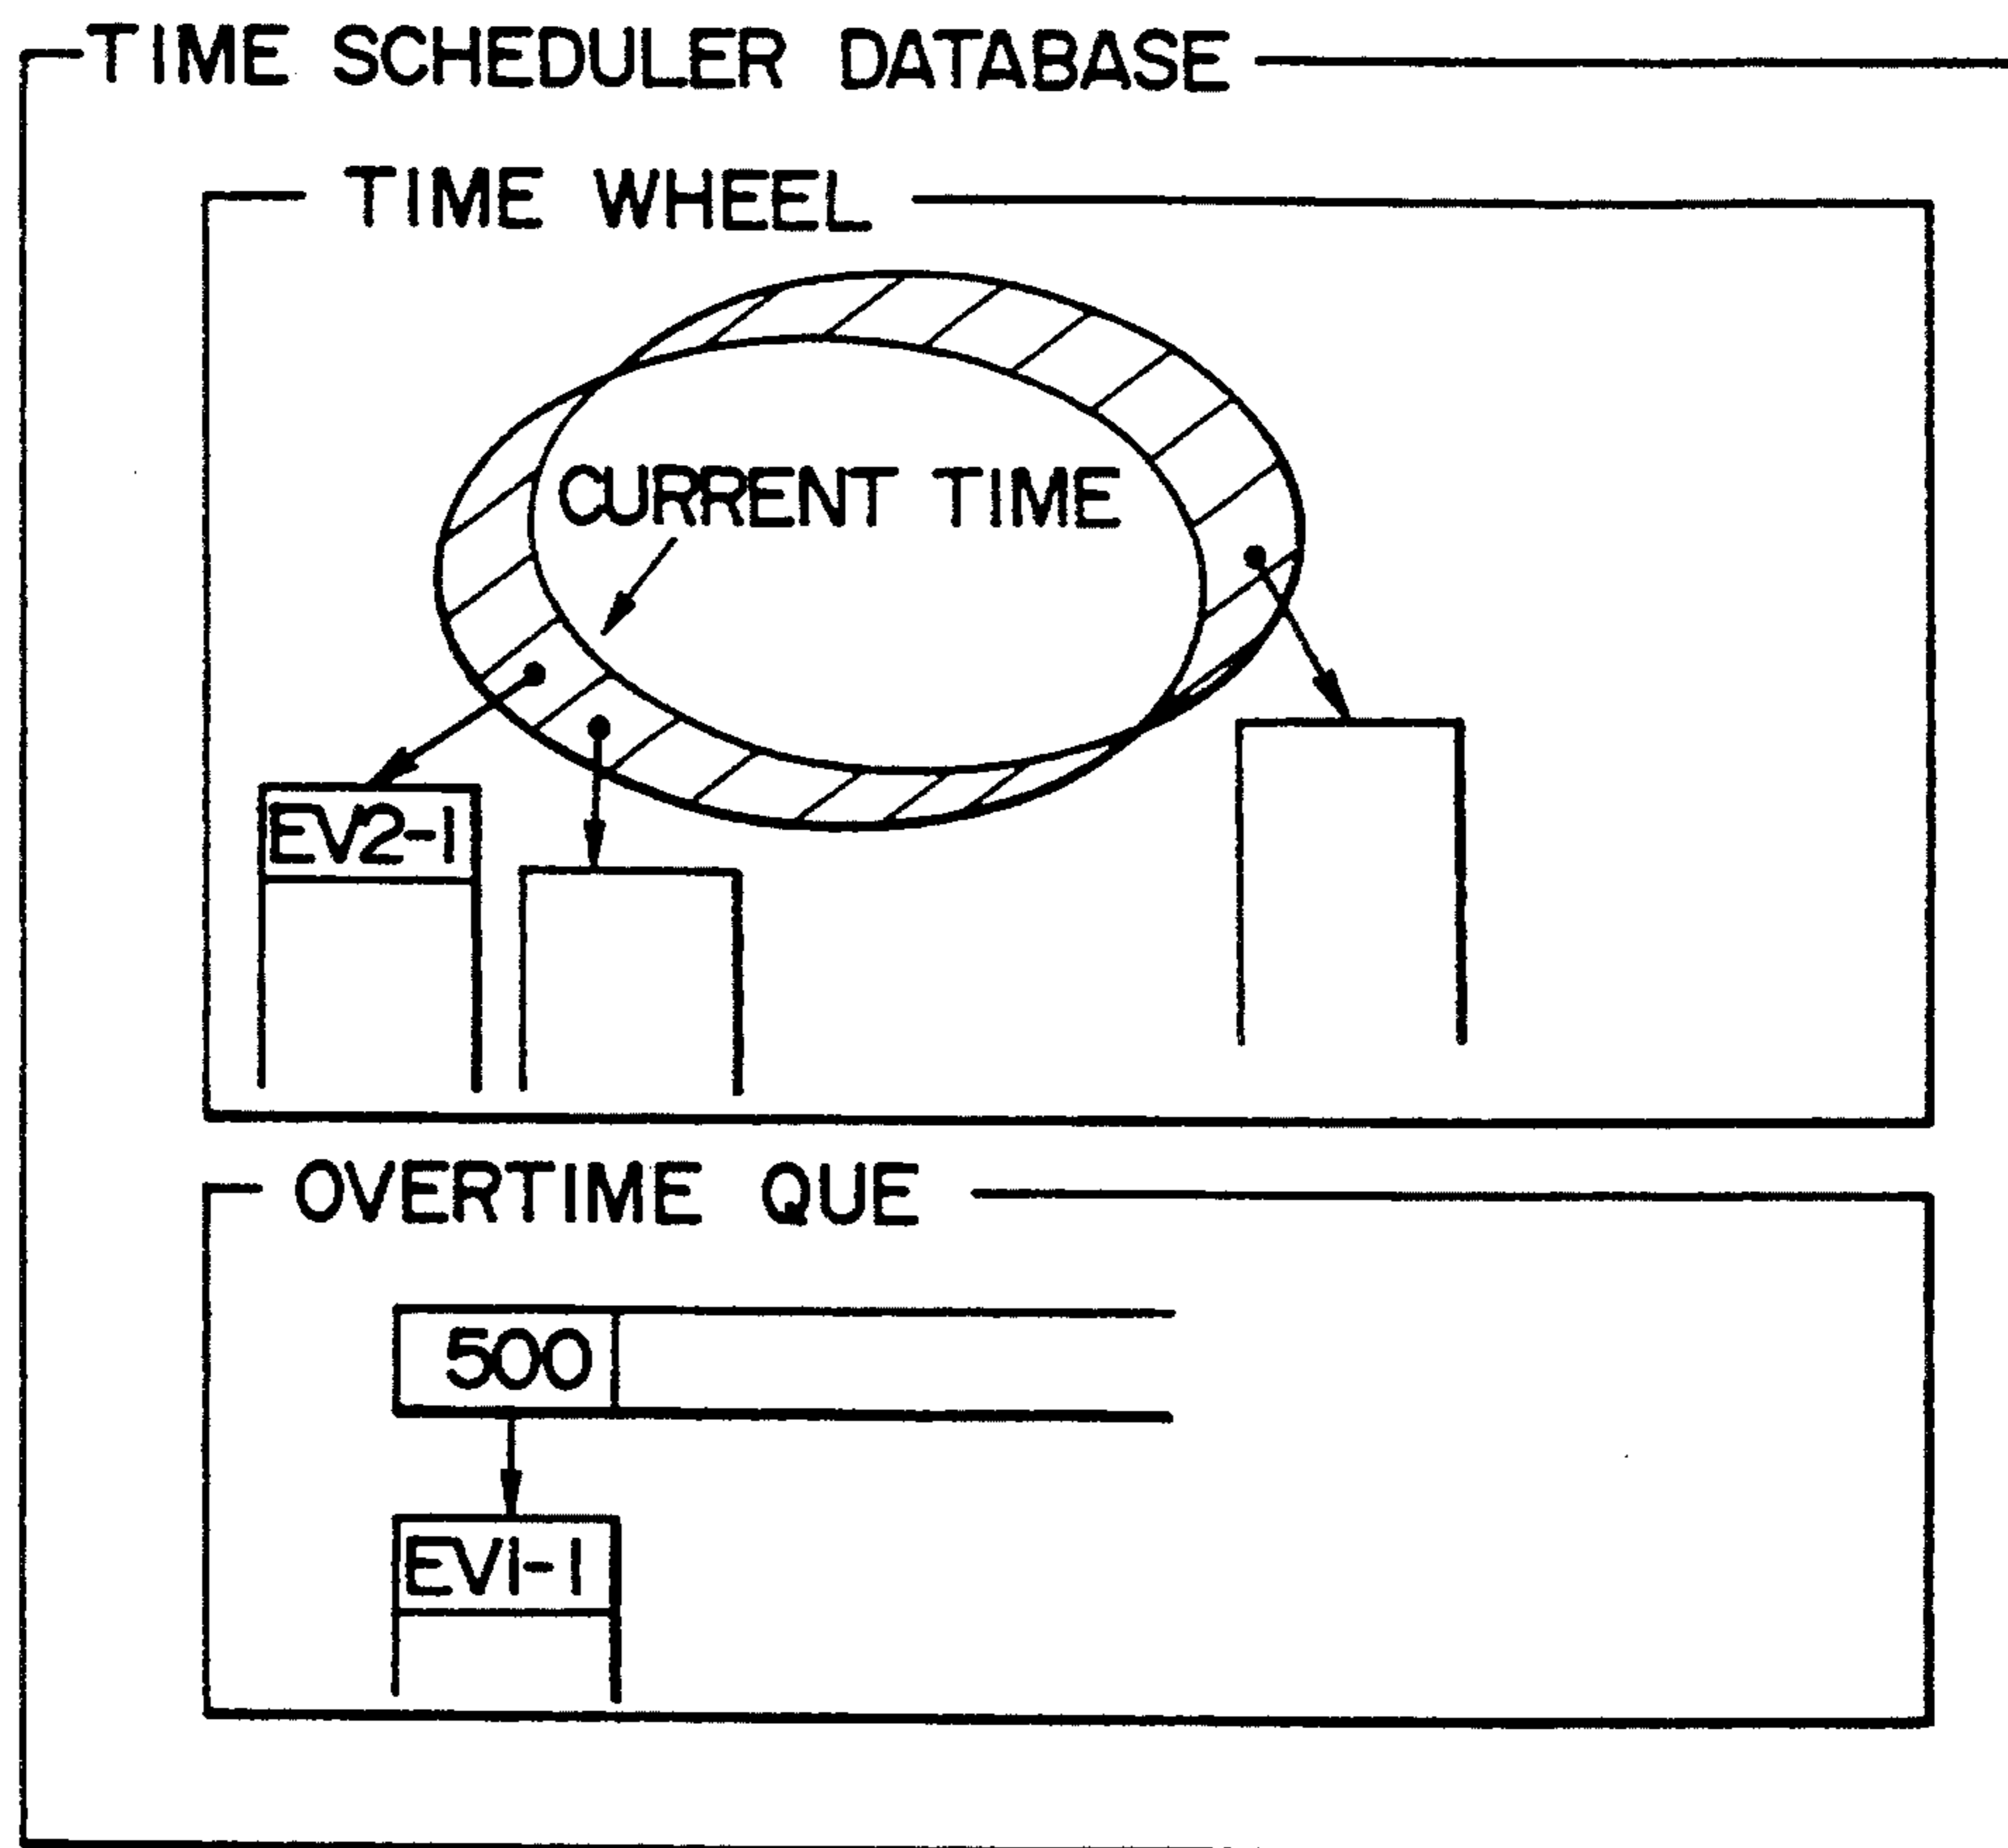 TIME SCHEDULER DATABASE
TIME WHEEL
CURRENT TIME
EV2-1
OVERTIME QUE
500
EV1-1